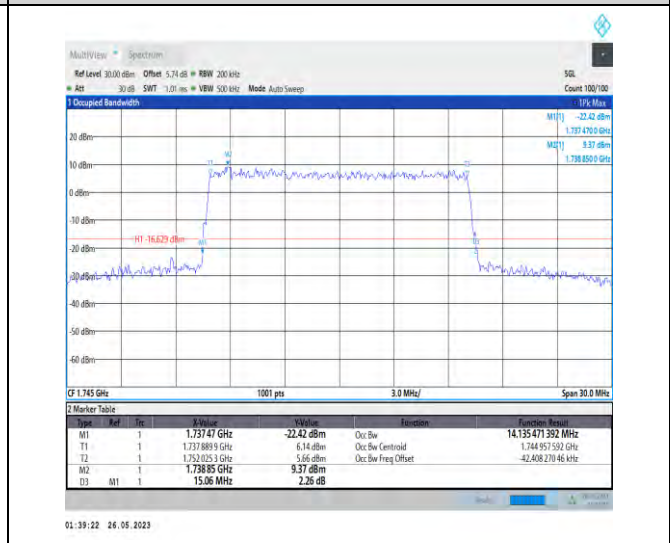 MultiView Spectrum
Ref Level 30.00 dBm Offset 5.74 dB RBW 200 kHz SGL
Att 30 dB SWT 1.01 ms VBW 500 kHz Mode Auto Sweep Count 100/100
1 Occupied Bandwidth 1Pk Max
M1[1] -22.42 dBm
1.737 470 0 GHz
M2[1] 9.37 dBm
1.738 850 0 GHz
20 dBm
10 dBm
0 dBm
-10 dBm
H1 -16.629 dBm
-20 dBm
-30 dBm
-40 dBm
-50 dBm
-60 dBm
T1 M2 T2
M1 D3
CF 1.745 GHz 1001 pts 3.0 MHz/ Span 30.0 MHz
2 Marker Table
Type Ref Trc X-Value Y-Value Function Function Result
M1 1 1.737 47 GHz -22.42 dBm Occ Bw 14.135 471 392 MHz
T1 1 1.737 889 9 GHz 6.14 dBm Occ Bw Centroid 1.744 957 592 GHz
T2 1 1.752 025 3 GHz 5.66 dBm Occ Bw Freq Offset -42.408 270 46 kHz
M2 1 1.738 85 GHz 9.37 dBm
D3 M1 1 15.06 MHz 2.26 dB
01:39:22 26.05.2023